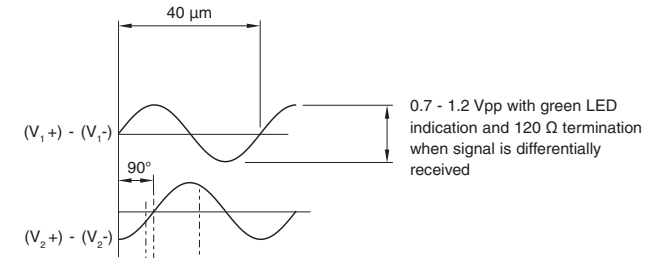 40 µm
0.7 - 1.2 Vpp with green LED
indication and 120 Ω termination
when signal is differentially
received
(V₁+) - (V₁-)
90°
(V₂+) - (V₂-)